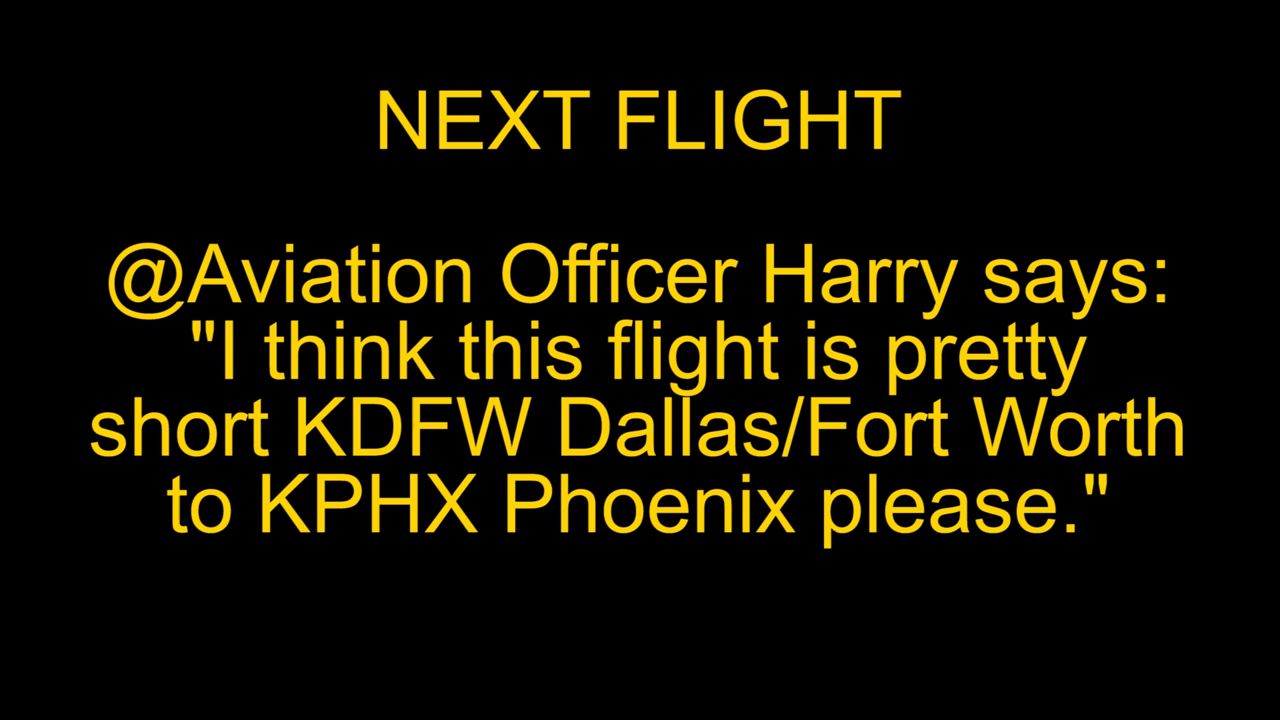 NEXT FLIGHT
@Aviation Officer Harry says:
"I think this flight is pretty
short KDFW Dallas/Fort Worth
to KPHX Phoenix please."